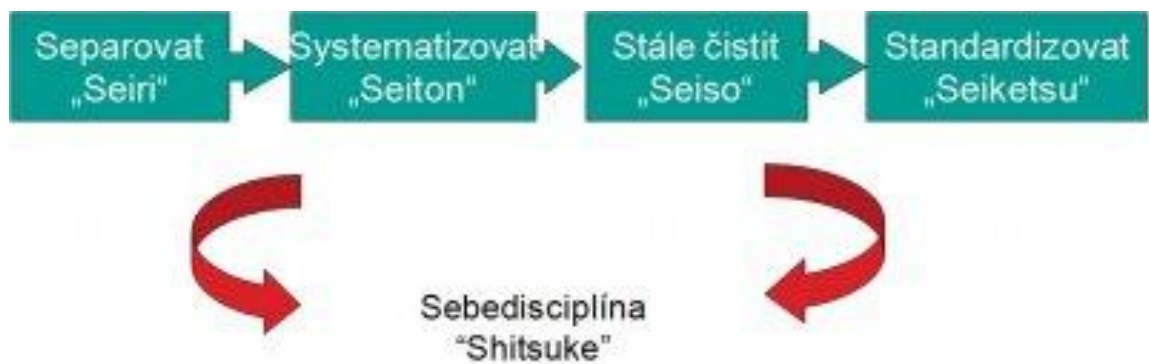 Separovat
„Seiri“
Systematizovat
„Seiton“
Stále čistit
„Seiso“
Standardizovat
„Seiketsu“
Sebedisciplína
“Shitsuke”